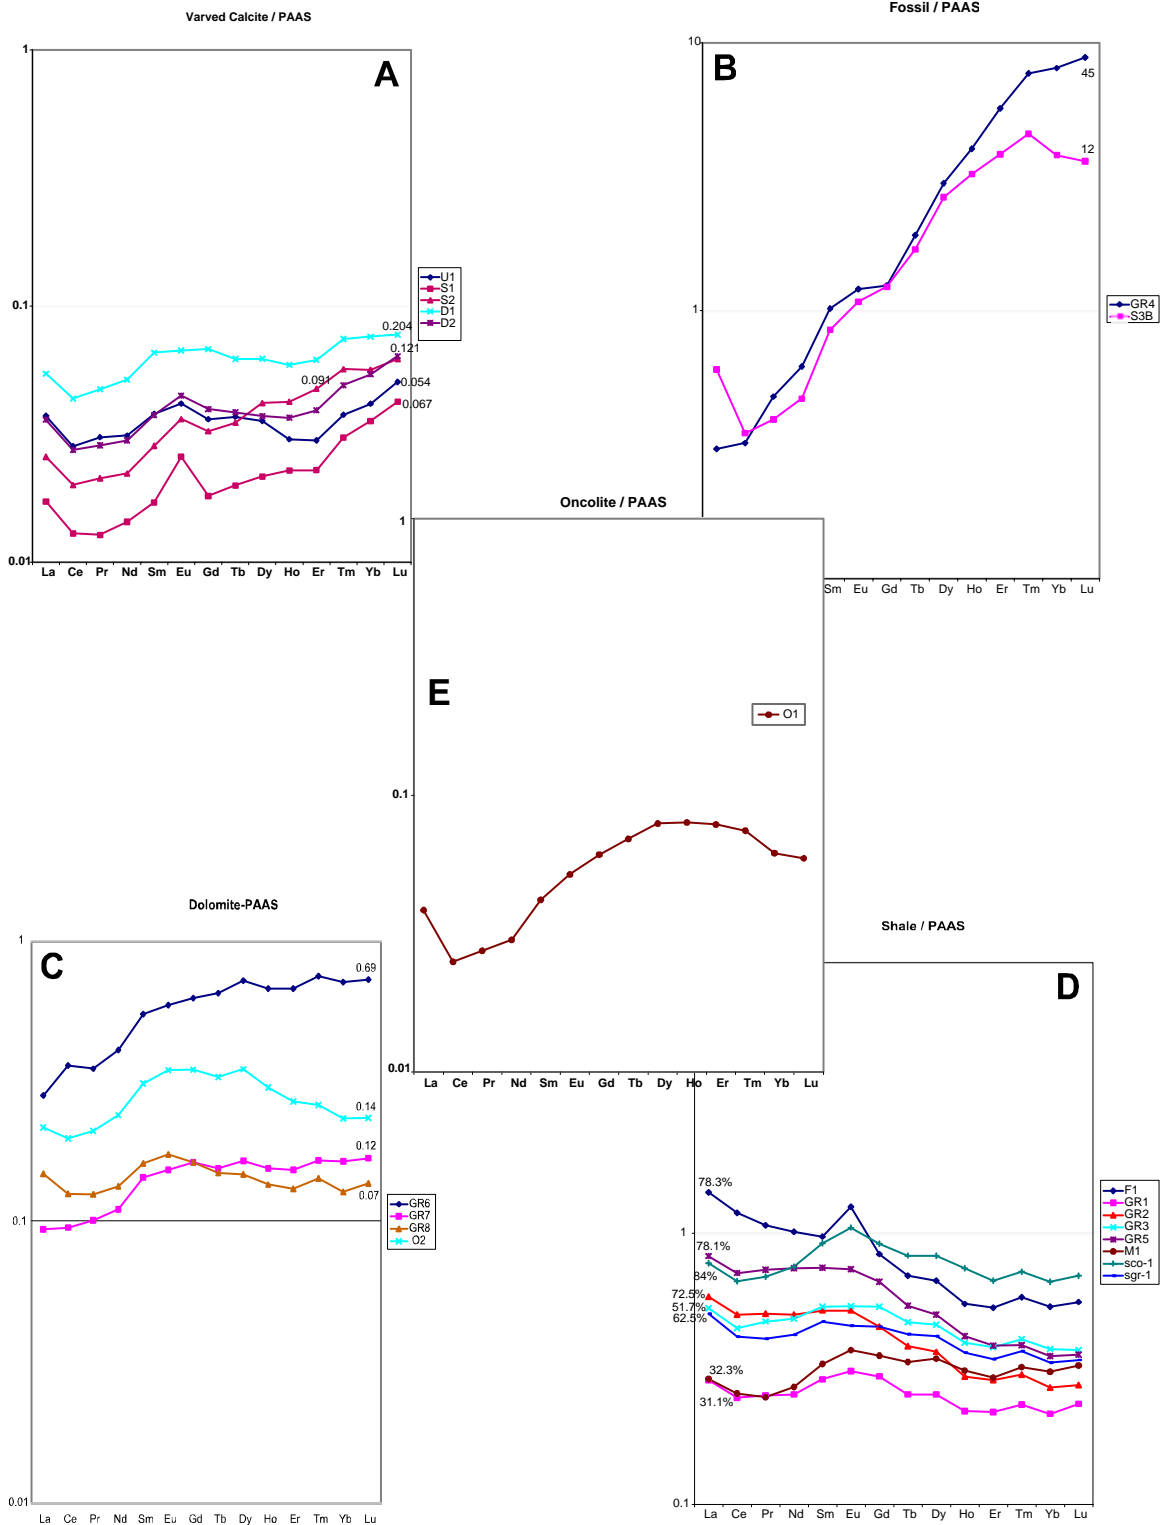 Varved Calcite / PAAS
1
A
0.1
0.01
U1
S1
S2
D1
D2
0.204
0.121
0.091
0.054
0.067
La Ce Pr Nd Sm Eu Gd Tb Dy Ho Er Tm Yb Lu
Fossil / PAAS
10
B
45
12
1
GR4
S3B
Sm Eu Gd Tb Dy Ho Er Tm Yb Lu
Oncolite / PAAS
1
E
O1
0.1
0.01
La Ce Pr Nd Sm Eu Gd Tb Dy Ho Er Tm Yb Lu
Dolomite-PAAS
1
C
0.69
0.14
0.12
0.07
GR6
GR7
GR8
O2
0.1
0.01
La Ce Pr Nd Sm Eu Gd Tb Dy Ho Er Tm Yb Lu
Shale / PAAS
D
78.3%
1
78.1%
84%
72.5%
51.7%
62.5%
32.3%
31.1%
F1
GR1
GR2
GR3
GR5
M1
sco-1
sgr-1
0.1
La Ce Pr Nd Sm Eu Gd Tb Dy Ho Er Tm Yb Lu